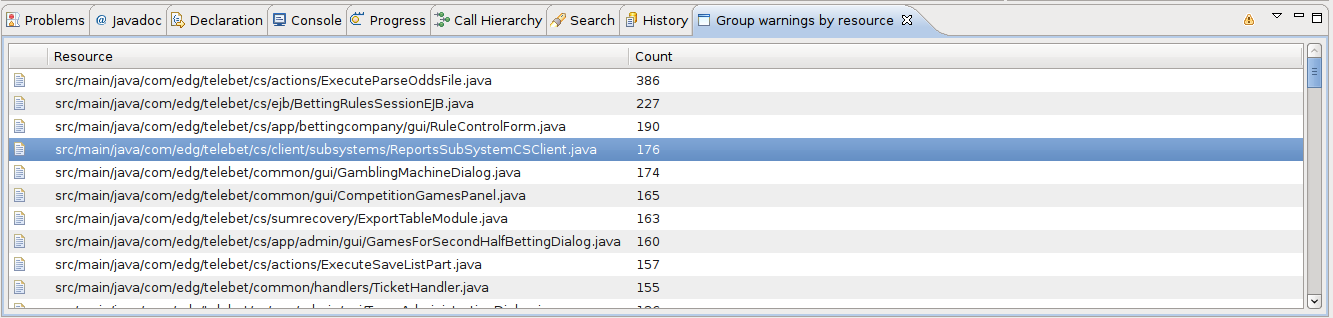 Problems @ Javadoc Declaration Console Progress Call Hierarchy Search History Group warnings by resource
Resource Count
src/main/java/com/edg/telebet/cs/actions/ExecuteParseOddsFile.java 386
src/main/java/com/edg/telebet/cs/ejb/BettingRulesSessionEJB.java 227
src/main/java/com/edg/telebet/cs/app/bettingcompany/gui/RuleControlForm.java 190
src/main/java/com/edg/telebet/cs/client/subsystems/ReportsSubSystemCSClient.java 176
src/main/java/com/edg/telebet/common/gui/GamblingMachineDialog.java 174
src/main/java/com/edg/telebet/common/gui/CompetitionGamesPanel.java 165
src/main/java/com/edg/telebet/cs/sumrecovery/ExportTableModule.java 163
src/main/java/com/edg/telebet/cs/app/admin/gui/GamesForSecondHalfBettingDialog.java 160
src/main/java/com/edg/telebet/cs/actions/ExecuteSaveListPart.java 157
src/main/java/com/edg/telebet/common/handlers/TicketHandler.java 155